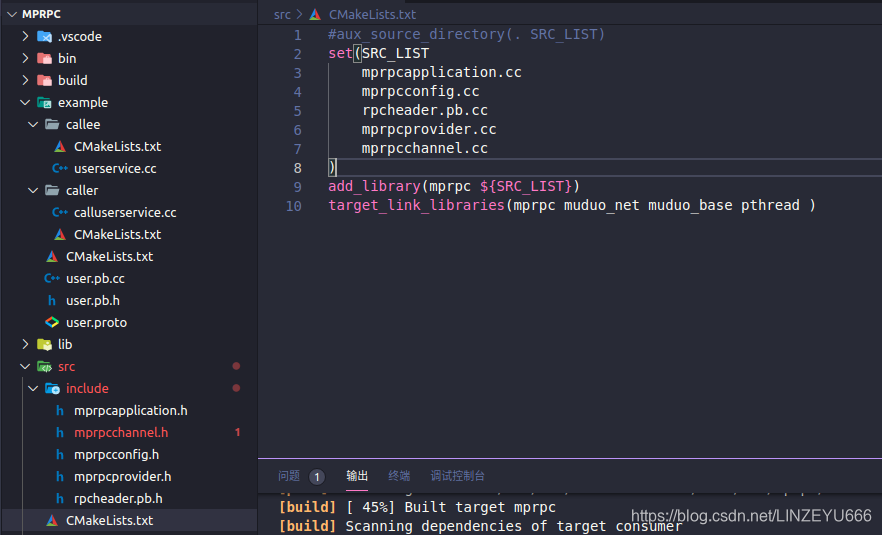 MPRPC
.vscode
bin
build
example
callee
CMakeLists.txt
userservice.cc
caller
calluserservice.cc
CMakeLists.txt
CMakeLists.txt
user.pb.cc
user.pb.h
user.proto
lib
src
include
mprpcapplication.h
mprpcchannel.h 1
mprpcconfig.h
mprpcprovider.h
rpcheader.pb.h
CMakeLists.txt
src > CMakeLists.txt
1 #aux_source_directory(. SRC_LIST)
2 set(SRC_LIST
3 mprpcapplication.cc
4 mprpcconfig.cc
5 rpcheader.pb.cc
6 mprpcprovider.cc
7 mprpcchannel.cc
8 )
9 add_library(mprpc ${SRC_LIST})
10 target_link_libraries(mprpc muduo_net muduo_base pthread )
问题 1 输出 终端 调试控制台
[build] [ 45%] Built target mprpc
[build] Scanning dependencies of target consumer
https://blog.csdn.net/LINZEYU666